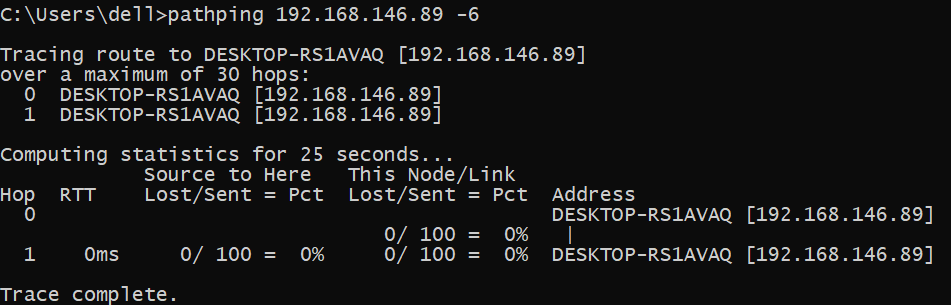 C:\Users\dell>pathping 192.168.146.89 -6
Tracing route to DESKTOP-RS1AVAQ [192.168.146.89]
over a maximum of 30 hops:
  0  DESKTOP-RS1AVAQ [192.168.146.89]
  1  DESKTOP-RS1AVAQ [192.168.146.89]
Computing statistics for 25 seconds...
            Source to Here   This Node/Link
Hop  RTT    Lost/Sent = Pct  Lost/Sent = Pct  Address
  0                                           DESKTOP-RS1AVAQ [192.168.146.89]
                                0/ 100 =  0%   |
  1    0ms     0/ 100 =  0%     0/ 100 =  0%  DESKTOP-RS1AVAQ [192.168.146.89]
Trace complete.